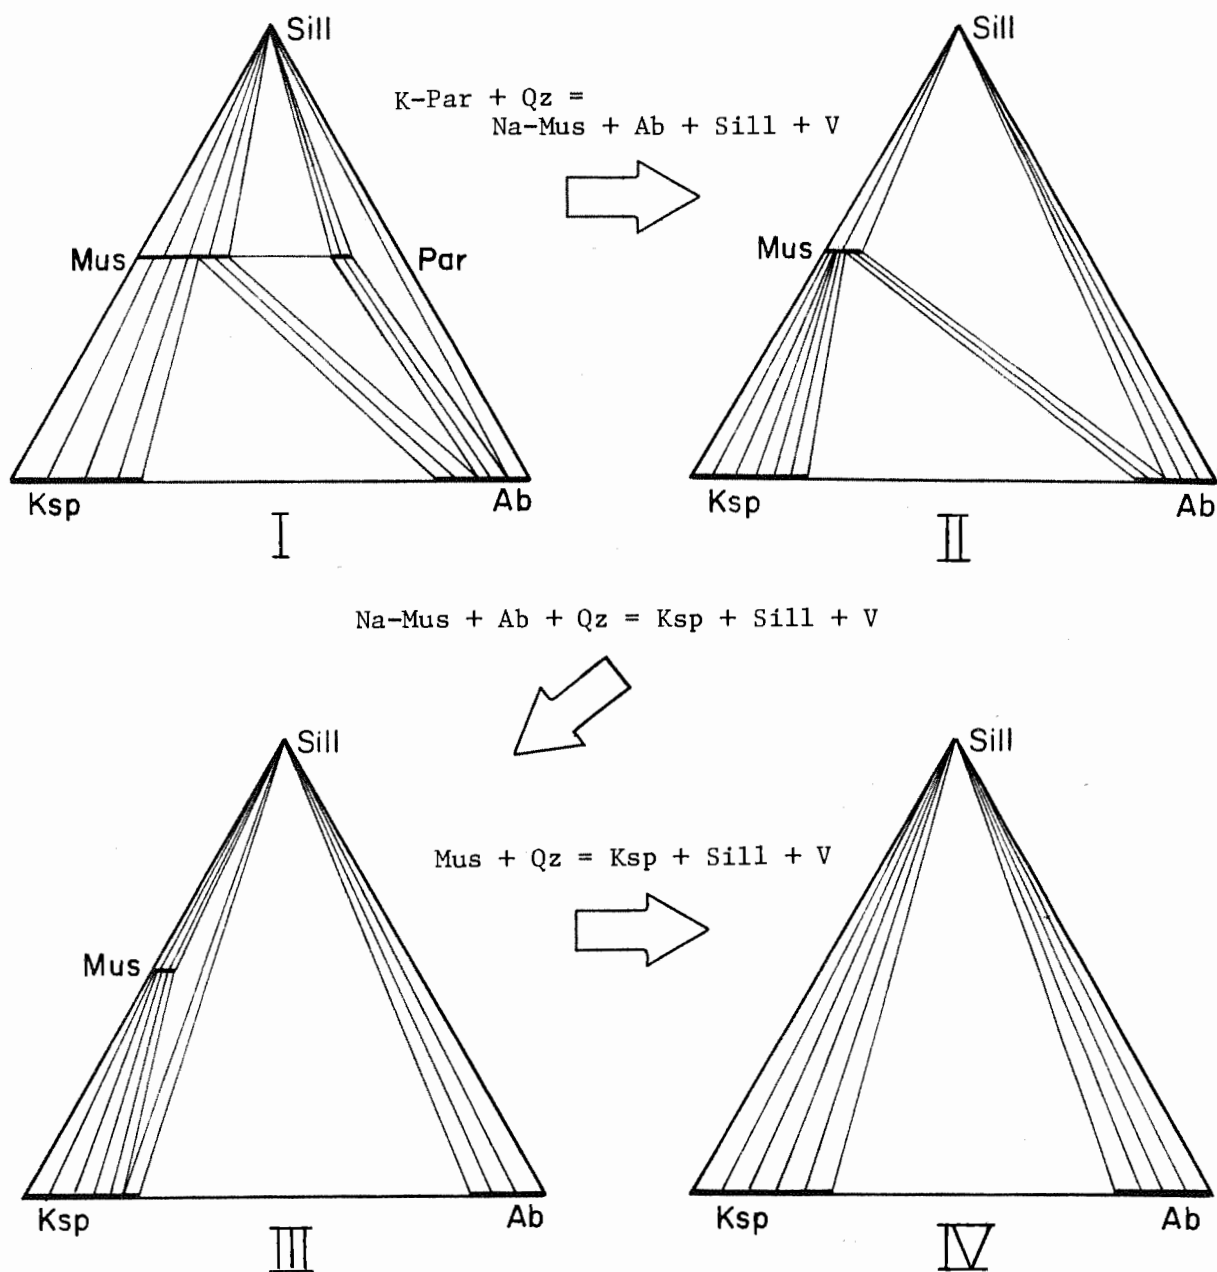 Sill
Sill
K-Par + Qz =
Na-Mus + Ab + Sill + V
Mus
Par
Mus
Ksp
Ab
Ksp
Ab
I
II
Na-Mus + Ab + Qz = Ksp + Sill + V
Sill
Sill
Mus + Qz = Ksp + Sill + V
Mus
Ksp
Ab
Ksp
Ab
III
IV